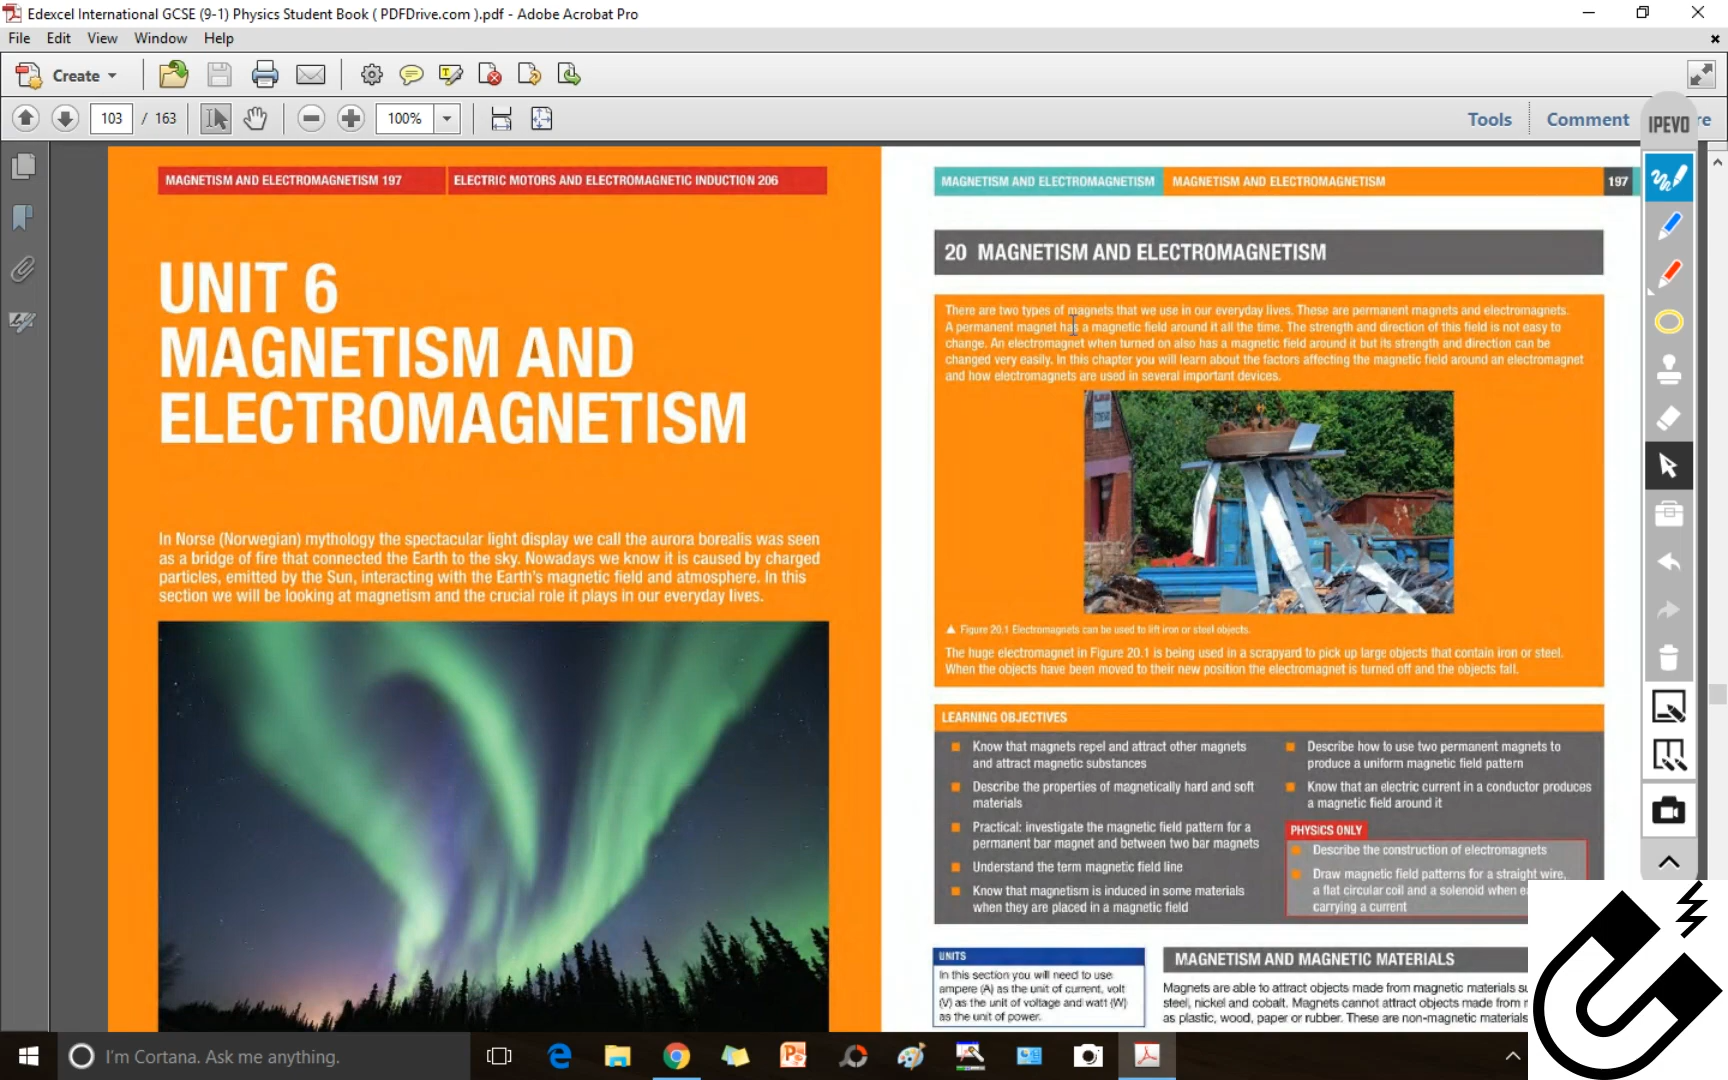 Edexcel International GCSE (9-1) Physics Student Book ( PDFDrive.com ).pdf - Adobe Acrobat Pro
File Edit View Window Help
Create
103 / 163
100%
Tools
Comment
IPEVO
re
MAGNETISM AND ELECTROMAGNETISM 197
ELECTRIC MOTORS AND ELECTROMAGNETIC INDUCTION 206
UNIT 6
MAGNETISM AND
ELECTROMAGNETISM
In Norse (Norwegian) mythology the spectacular light display we call the aurora borealis was seen
as a bridge of fire that connected the Earth to the sky. Nowadays we know it is caused by charged
particles, emitted by the Sun, interacting with the Earth's magnetic field and atmosphere. In this
section we will be looking at magnetism and the crucial role it plays in our everyday lives.
MAGNETISM AND ELECTROMAGNETISM
MAGNETISM AND ELECTROMAGNETISM
197
20 MAGNETISM AND ELECTROMAGNETISM
There are two types of magnets that we use in our everyday lives. These are permanent magnets and electromagnets.
A permanent magnet has a magnetic field around it all the time. The strength and direction of this field is not easy to
change. An electromagnet when turned on also has a magnetic field around it but its strength and direction can be
changed very easily. In this chapter you will learn about the factors affecting the magnetic field around an electromagnet
and how electromagnets are used in several important devices.
▲ Figure 20.1 Electromagnets can be used to lift iron or steel objects.
The huge electromagnet in Figure 20.1 is being used in a scrapyard to pick up large objects that contain iron or steel.
When the objects have been moved to their new position the electromagnet is turned off and the objects fall.
LEARNING OBJECTIVES
Know that magnets repel and attract other magnets
and attract magnetic substances
Describe the properties of magnetically hard and soft
materials
Practical: investigate the magnetic field pattern for a
permanent bar magnet and between two bar magnets
Understand the term magnetic field line
Know that magnetism is induced in some materials
when they are placed in a magnetic field
Describe how to use two permanent magnets to
produce a uniform magnetic field pattern
Know that an electric current in a conductor produces
a magnetic field around it
PHYSICS ONLY
Describe the construction of electromagnets
Draw magnetic field patterns for a straight wire,
a flat circular coil and a solenoid when e
carrying a current
UNITS
In this section you will need to use
ampere (A) as the unit of current, volt
(V) as the unit of voltage and watt (W)
as the unit of power.
MAGNETISM AND MAGNETIC MATERIALS
Magnets are able to attract objects made from magnetic materials su
steel, nickel and cobalt. Magnets cannot attract objects made from
as plastic, wood, paper or rubber. These are non-magnetic materials
I'm Cortana. Ask me anything.